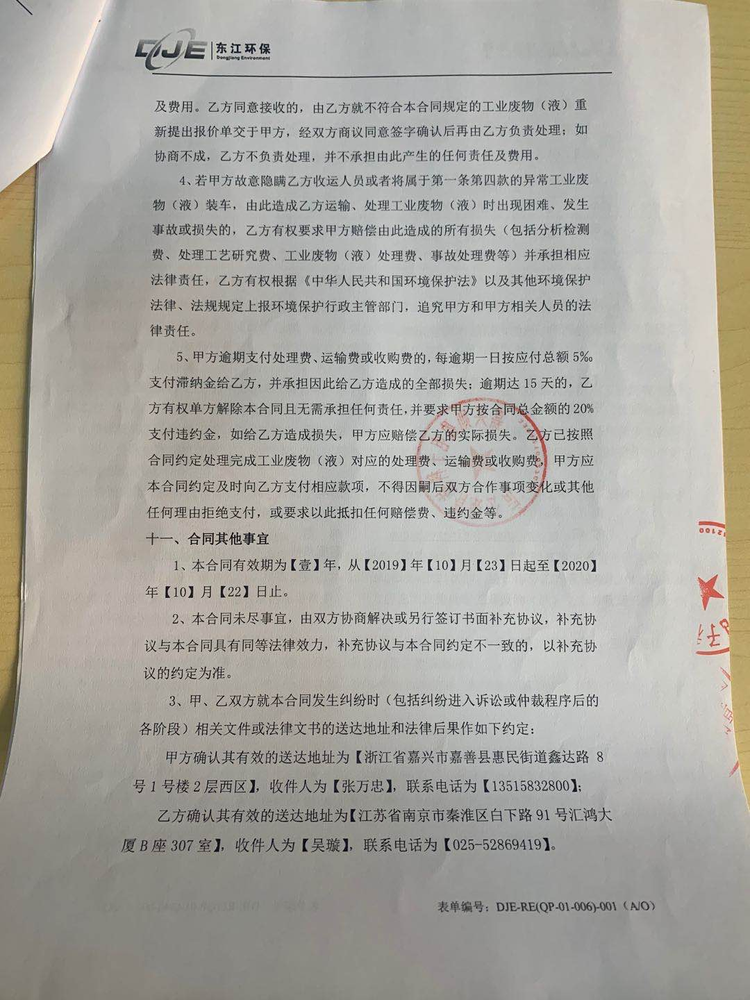 DJE 东江环保
Dongjiang Environment
及费用。乙方同意接收的，由乙方就不符合本合同规定的工业废物（液）重
新提出报价单交于甲方，经双方商议同意签字确认后再由乙方负责处理；如
协商不成，乙方不负责处理，并不承担由此产生的任何责任及费用。
4、若甲方故意隐瞒乙方收运人员或者将属于第一条第四款的异常工业废
物（液）装车，由此造成乙方运输、处理工业废物（液）时出现困难、发生
事故或损失的，乙方有权要求甲方赔偿由此造成的所有损失（包括分析检测
费、处理工艺研究费、工业废物（液）处理费、事故处理费等）并承担相应
法律责任，乙方有权根据《中华人民共和国环境保护法》以及其他环境保护
法律、法规规定上报环境保护行政主管部门，追究甲方和甲方相关人员的法
律责任。
5、甲方逾期支付处理费、运输费或收购费的，每逾期一日按应付总额 5‰
支付滞纳金给乙方，并承担因此给乙方造成的全部损失；逾期达 15 天的，乙
方有权单方解除本合同且无需承担任何责任，并要求甲方按合同总金额的 20%
支付违约金，如给乙方造成损失，甲方应赔偿乙方的实际损失。乙方已按照
合同约定处理完成工业废物（液）对应的处理费、运输费或收购费，甲方应
本合同约定及时向乙方支付相应款项，不得因嗣后双方合作事项变化或其他
任何理由拒绝支付，或要求以此抵扣任何赔偿费、违约金等。
十一、合同其他事宜
1、本合同有效期为【壹】年，从【2019】年【10】月【23】日起至【2020】
年【10】月【22】日止。
2、本合同未尽事宜，由双方协商解决或另行签订书面补充协议，补充协
议与本合同具有同等法律效力，补充协议与本合同约定不一致的，以补充协
议的约定为准。
3、甲、乙双方就本合同发生纠纷时（包括纠纷进入诉讼或仲裁程序后的
各阶段）相关文件或法律文书的送达地址和法律后果作如下约定：
甲方确认其有效的送达地址为【浙江省嘉兴市嘉善县惠民街道鑫达路 8
号 1 号楼 2 层西区】，收件人为【张万忠】，联系电话为【13515832800】；
乙方确认其有效的送达地址为【江苏省南京市秦淮区白下路 91 号汇鸿大
厦 B 座 307 室】，收件人为【吴璇】，联系电话为【025-52869419】。
表单编号：DJE-RE(QP-01-006)-001（A/O）
12100